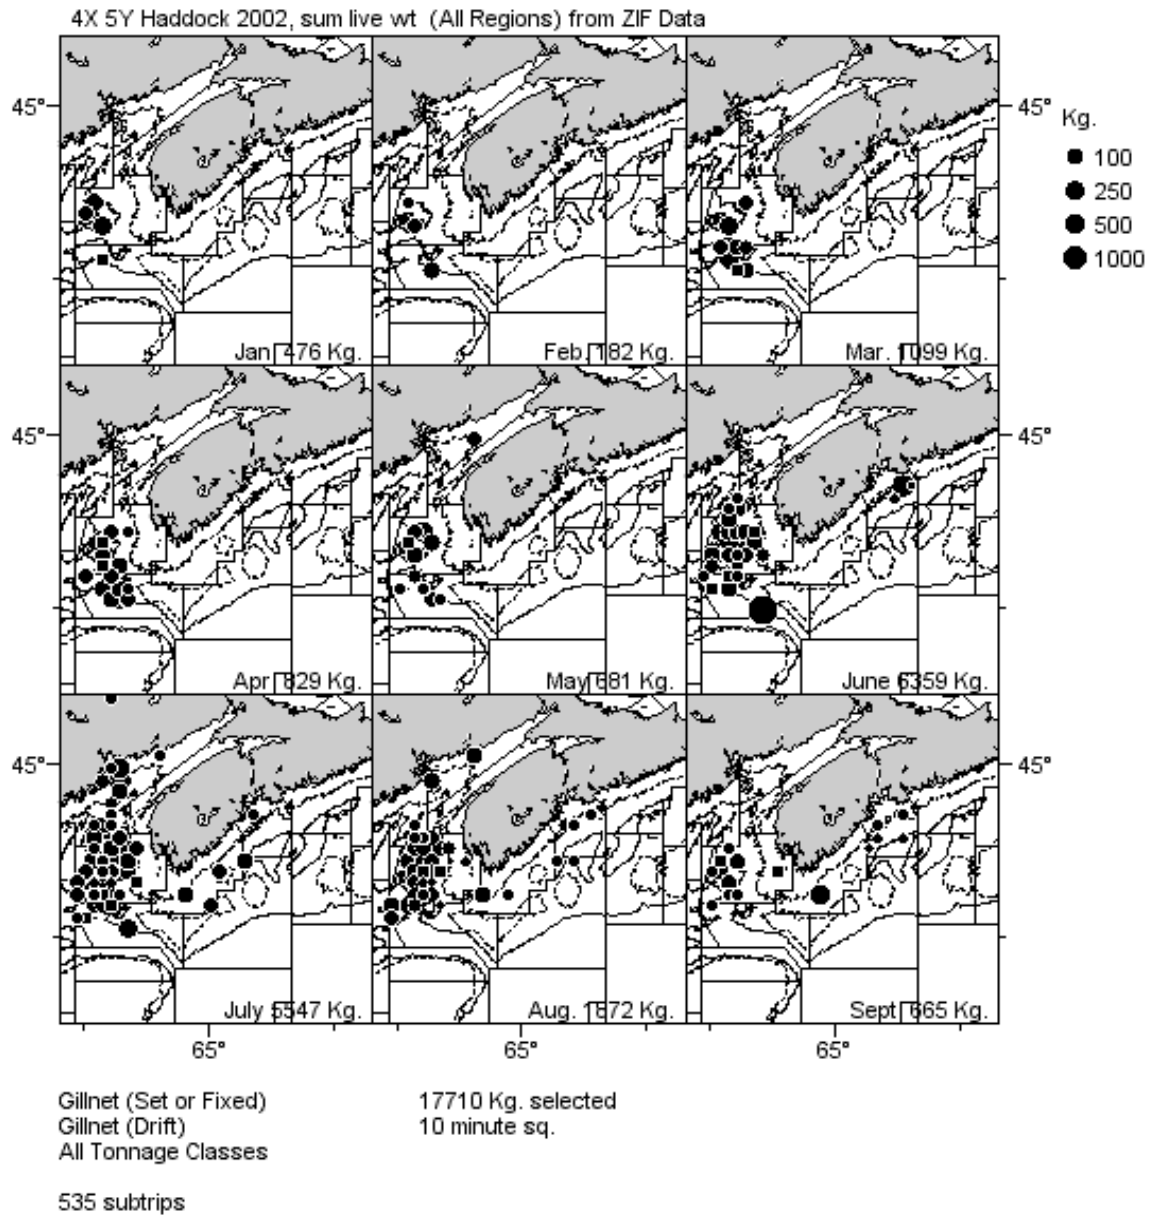 4X 5Y Haddock 2002, sum live wt (All Regions) from ZIF Data
45°
45°
Kg.
100
250
500
1000
Jan. 476 Kg.
Feb. 182 Kg.
Mar. 1099 Kg.
45°
45°
Apr. 829 Kg.
May 681 Kg.
June 6359 Kg.
45°
45°
July 5547 Kg.
Aug. 1872 Kg.
Sept. 665 Kg.
65°
65°
65°
Gillnet (Set or Fixed)
17710 Kg. selected
Gillnet (Drift)
10 minute sq.
All Tonnage Classes
535 subtrips